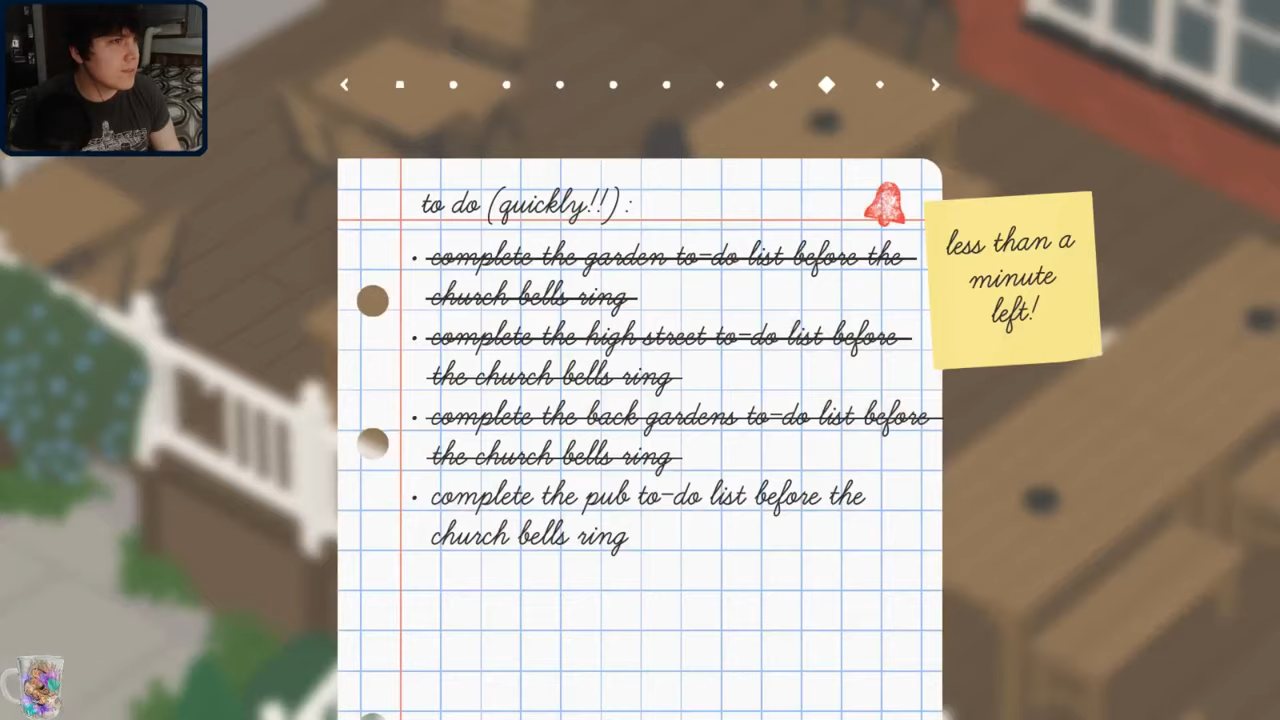 to do (quickly!!) :
• complete the garden to-do list before the
church bells ring
• complete the high street to-do list before
the church bells ring
• complete the back gardens to-do list before
the church bells ring
• complete the pub to-do list before the
church bells ring
less than a
minute
left!